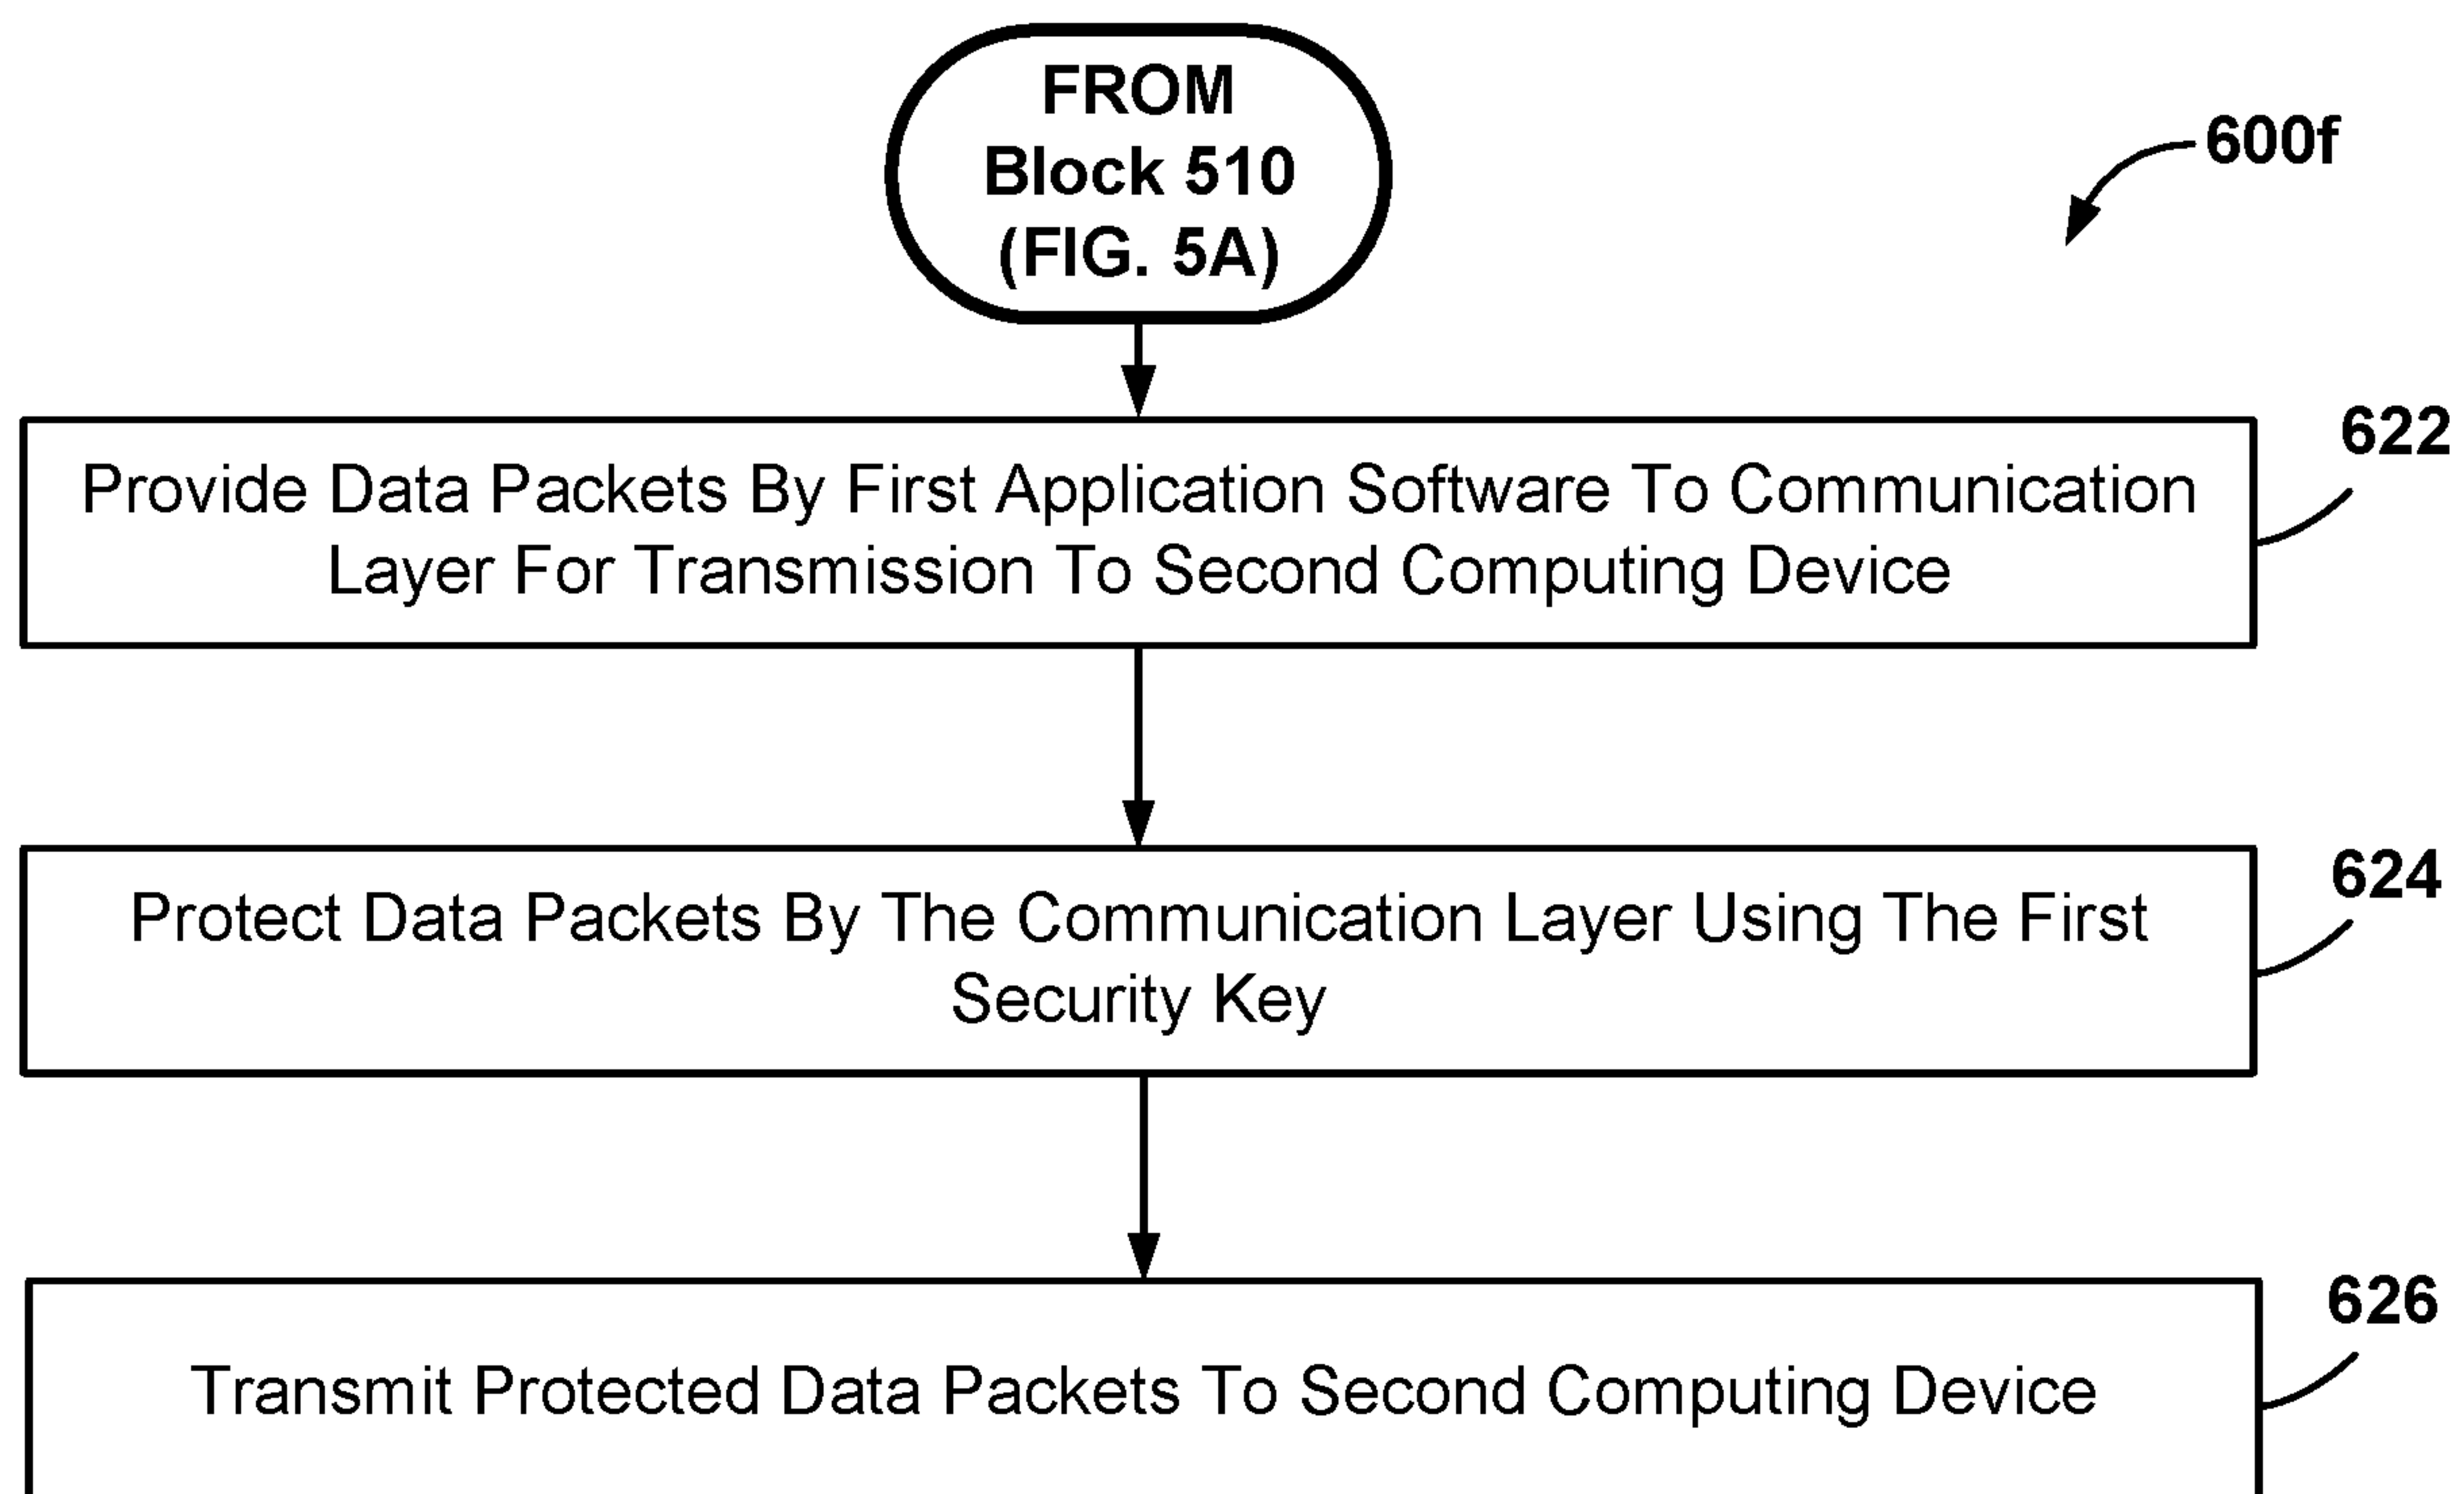 FROM
Block 510
(FIG. 5A)
600f
622
Provide Data Packets By First Application Software To Communication
Layer For Transmission To Second Computing Device
624
Protect Data Packets By The Communication Layer Using The First
Security Key
626
Transmit Protected Data Packets To Second Computing Device